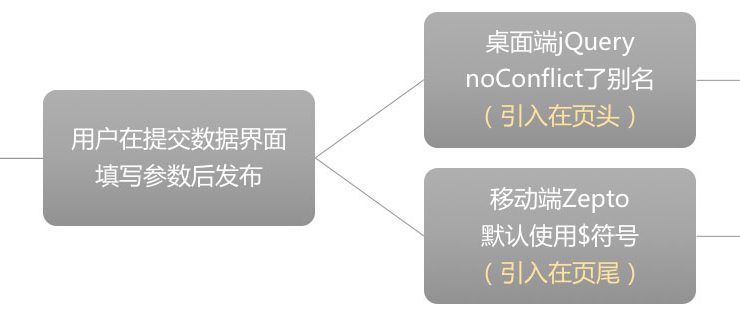 用户在提交数据界面
填写参数后发布
桌面端jQuery
noConflict了别名
（引入在页头）
移动端Zepto
默认使用$符号
（引入在页尾）